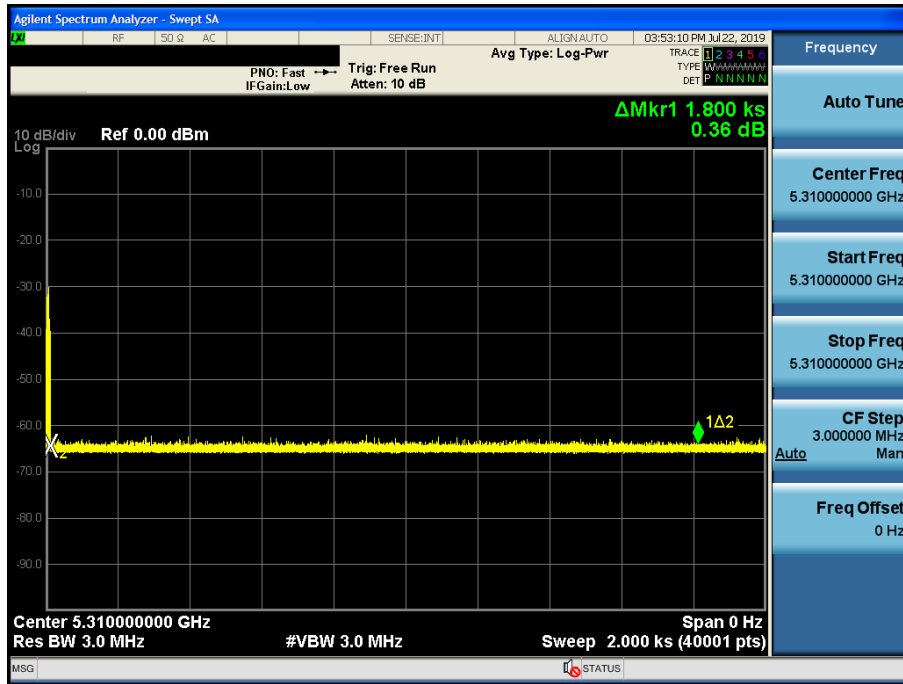 Agilent Spectrum Analyzer - Swept SA
LXI RF 50 Ω AC SENSE:INT ALIGN AUTO 03:53:10 PM Jul 22, 2019
Frequency
PNO: Fast
IFGain:Low
Trig: Free Run
Atten: 10 dB
Avg Type: Log-Pwr
TRACE 1 2 3 4 5 6
TYPE WWWWWW
DET P N N N N N
Auto Tune
ΔMkr1 1.800 ks
0.36 dB
10 dB/div Ref 0.00 dBm
Log
Center Freq
5.310000000 GHz
-10.0
-20.0
Start Freq
5.310000000 GHz
-30.0
-40.0
Stop Freq
5.310000000 GHz
-50.0
-60.0
1Δ2
2
CF Step
3.000000 MHz
Auto Man
-70.0
-80.0
Freq Offset
0 Hz
-90.0
Center 5.310000000 GHz Span 0 Hz
Res BW 3.0 MHz #VBW 3.0 MHz Sweep 2.000 ks (40001 pts)
MSG STATUS